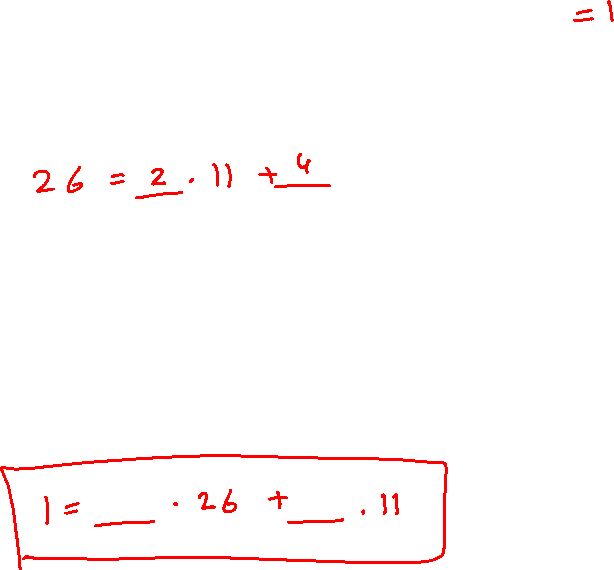 = 1
26 = 2 . 11 + 4
1 = ___ . 26 + ___ . 11